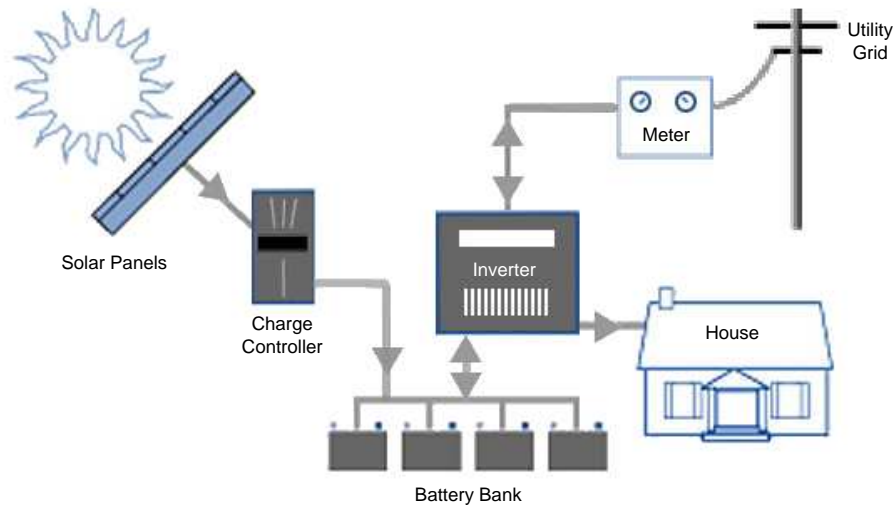 Utility
Grid
Meter
Solar Panels
Inverter
Charge
Controller
House
Battery Bank